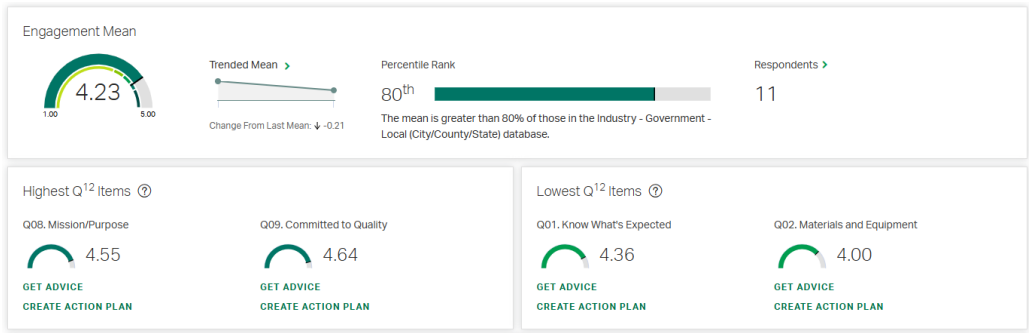 Engagement Mean
4.23
1.00
5.00
Trended Mean >
Change From Last Mean: ↓ -0.21
Percentile Rank
80th
The mean is greater than 80% of those in the Industry - Government -
Local (City/County/State) database.
Respondents >
11
Highest Q12 Items ?
Q08. Mission/Purpose
4.55
GET ADVICE
CREATE ACTION PLAN
Q09. Committed to Quality
4.64
GET ADVICE
CREATE ACTION PLAN
Lowest Q12 Items ?
Q01. Know What's Expected
4.36
GET ADVICE
CREATE ACTION PLAN
Q02. Materials and Equipment
4.00
GET ADVICE
CREATE ACTION PLAN